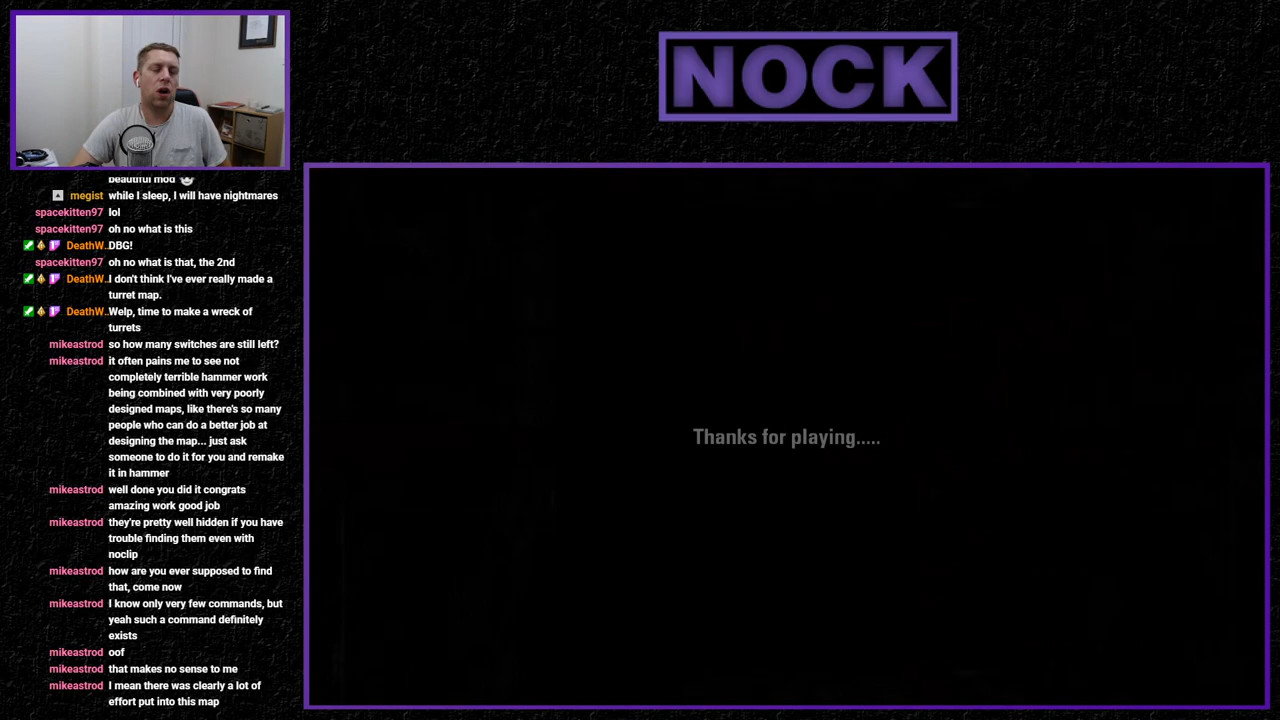 NOCK
beautiful mod
megist while I sleep, I will have nightmares
spacekitten97 lol
spacekitten97 oh no what is this
DeathW.. DBG!
spacekitten97 oh no what is that, the 2nd
DeathW.. I don't think I've ever really made a
turret map.
DeathW.. Welp, time to make a wreck of
turrets
mikeastrod so how many switches are still left?
mikeastrod it often pains me to see not
completely terrible hammer work
being combined with very poorly
designed maps, like there's so many
people who can do a better job at
designing the map... just ask
someone to do it for you and remake
it in hammer
mikeastrod well done you did it congrats
amazing work good job
mikeastrod they're pretty well hidden if you have
trouble finding them even with
noclip
mikeastrod how are you ever supposed to find
that, come now
mikeastrod I know only very few commands, but
yeah such a command definitely
exists
mikeastrod oof
mikeastrod that makes no sense to me
mikeastrod I mean there was clearly a lot of
effort put into this map
Thanks for playing.....